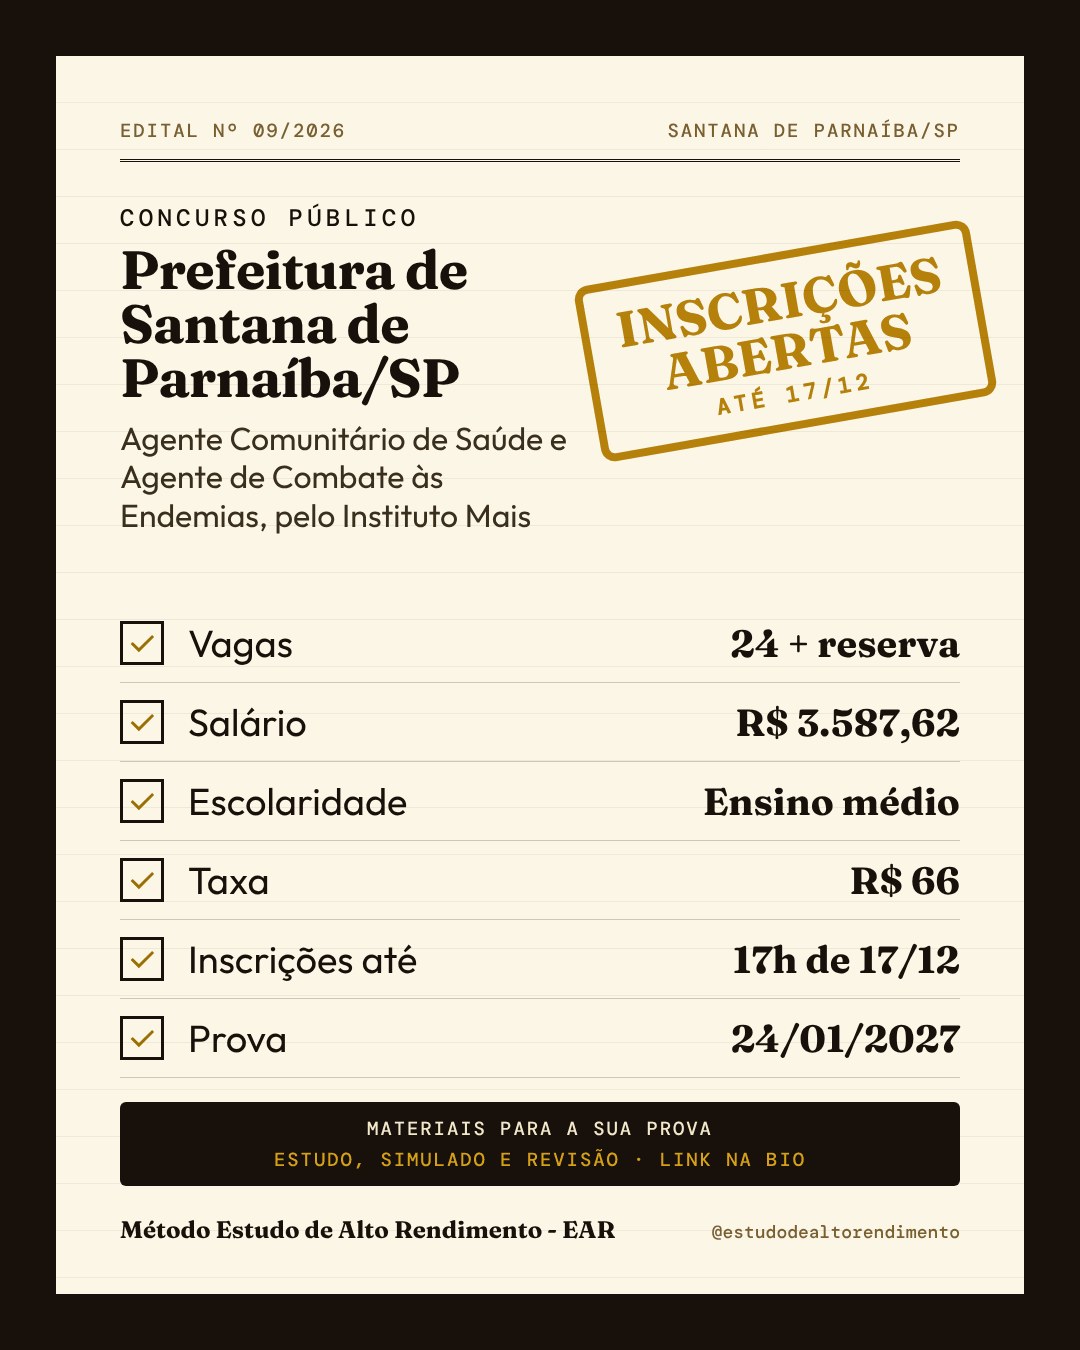 EDITAL Nº 09/2026
SANTANA DE PARNAÍBA/SP
CONCURSO PÚBLICO
Prefeitura de
Santana de
Parnaíba/SP
INSCRIÇÕES
ABERTAS
ATÉ 17/12
Agente Comunitário de Saúde e
Agente de Combate às
Endemias, pelo Instituto Mais
Vagas 24 + reserva
Salário R$ 3.587,62
Escolaridade Ensino médio
Taxa R$ 66
Inscrições até 17h de 17/12
Prova 24/01/2027
MATERIAIS PARA A SUA PROVA
ESTUDO, SIMULADO E REVISÃO · LINK NA BIO
Método Estudo de Alto Rendimento - EAR
@estudodealtorendimento